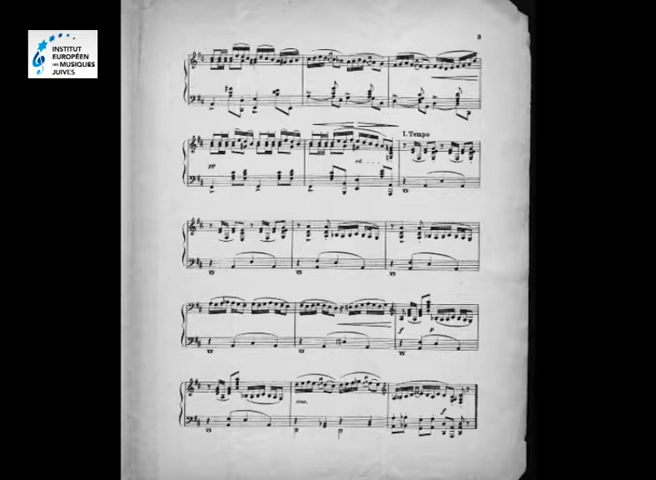 INSTITUT
EUROPÉEN
DES MUSIQUES
JUIVES
3
I. Tempo
pp
f
p
f